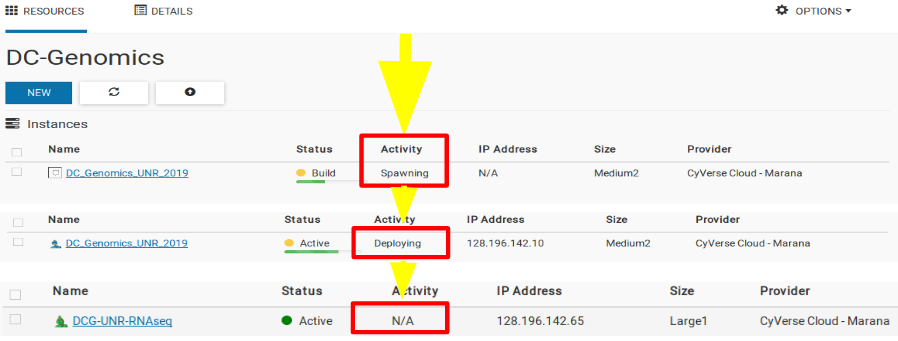 RESOURCES DETAILS OPTIONS
DC-Genomics
NEW
Instances
Name Status Activity IP Address Size Provider
DC_Genomics_UNR_2019 Build Spawning N/A Medium2 CyVerse Cloud - Marana
Name Status Activity IP Address Size Provider
DC_Genomics_UNR_2019 Active Deploying 128.196.142.10 Medium2 CyVerse Cloud - Marana
Name Status Activity IP Address Size Provider
DCG-UNR-RNAseq Active N/A 128.196.142.65 Large1 CyVerse Cloud - Marana